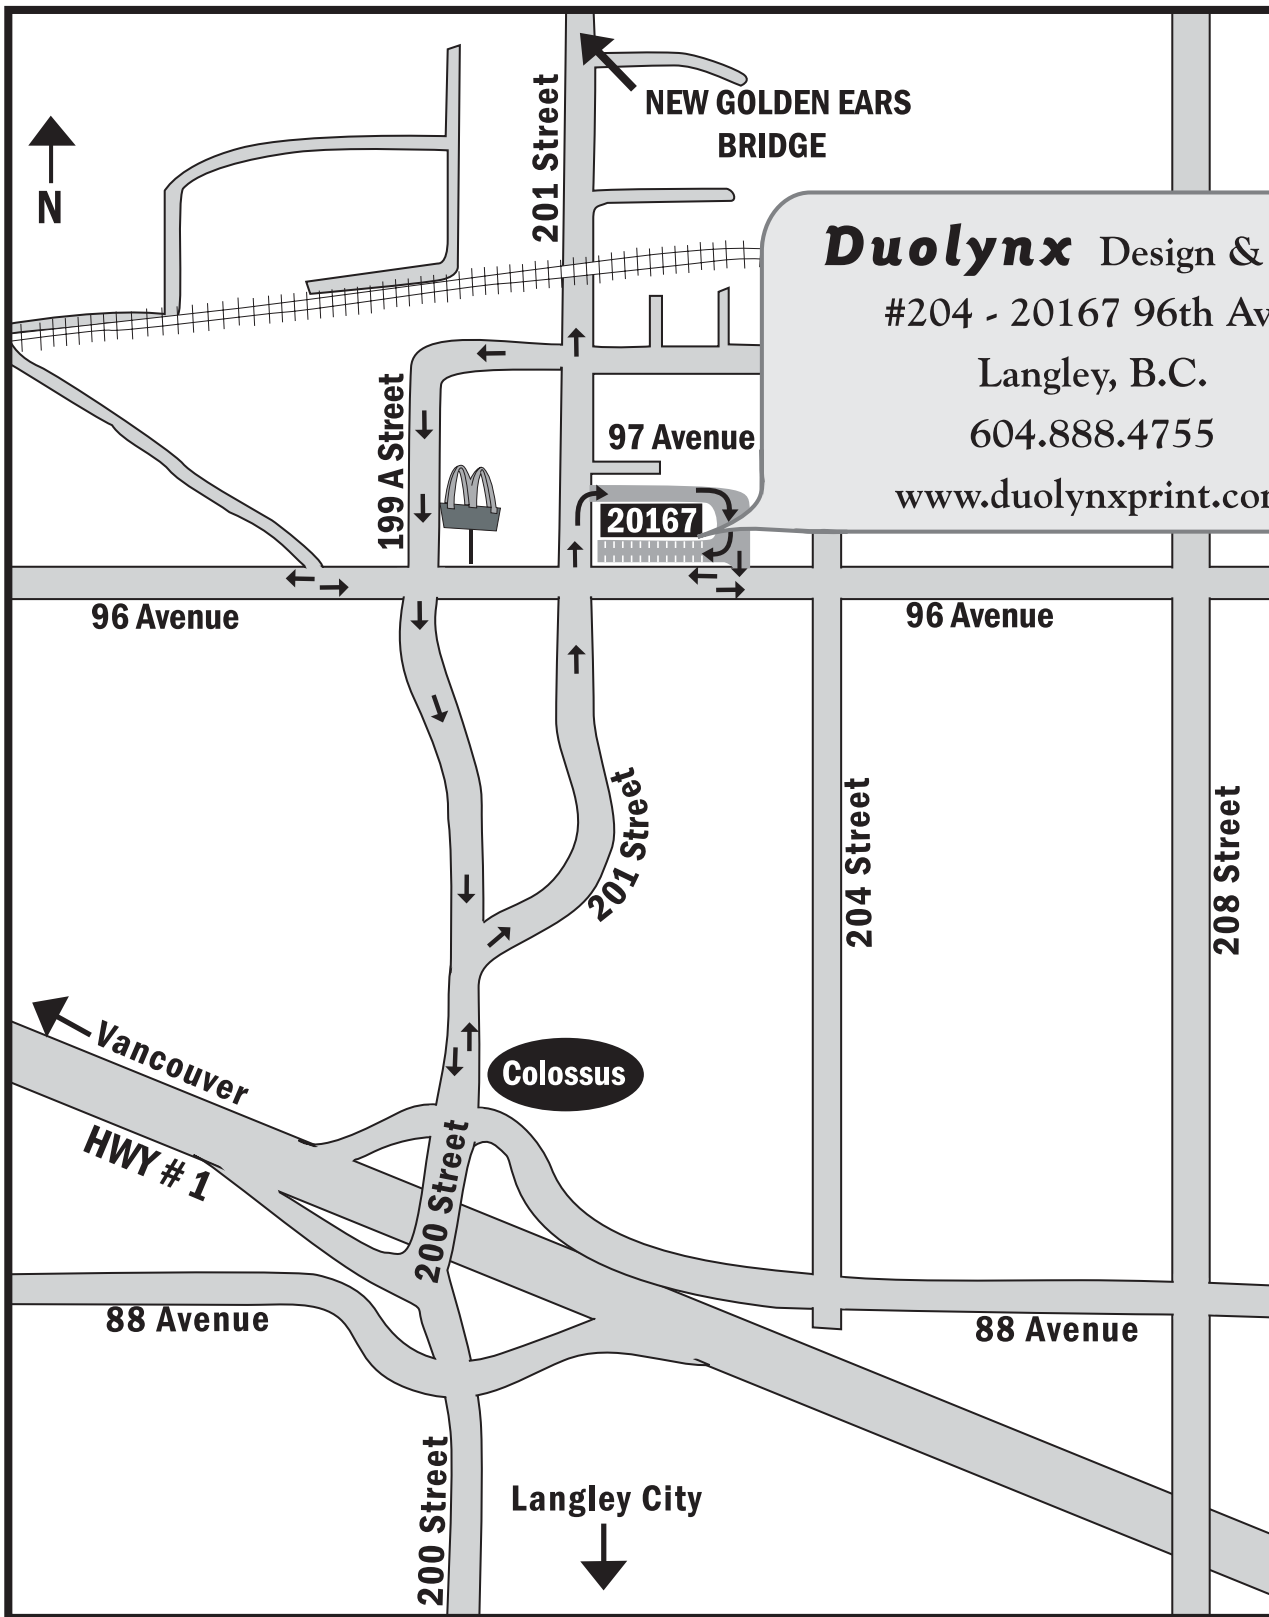 NEW GOLDEN EARS
BRIDGE
201 Street
N
Duolynx Design &
#204 - 20167 96th Av
Langley, B.C.
604.888.4755
www.duolynxprint.com
199 A Street
97 Avenue
20167
96 Avenue
96 Avenue
201 Street
204 Street
208 Street
Vancouver
HWY # 1
Colossus
200 Street
88 Avenue
88 Avenue
200 Street
Langley City